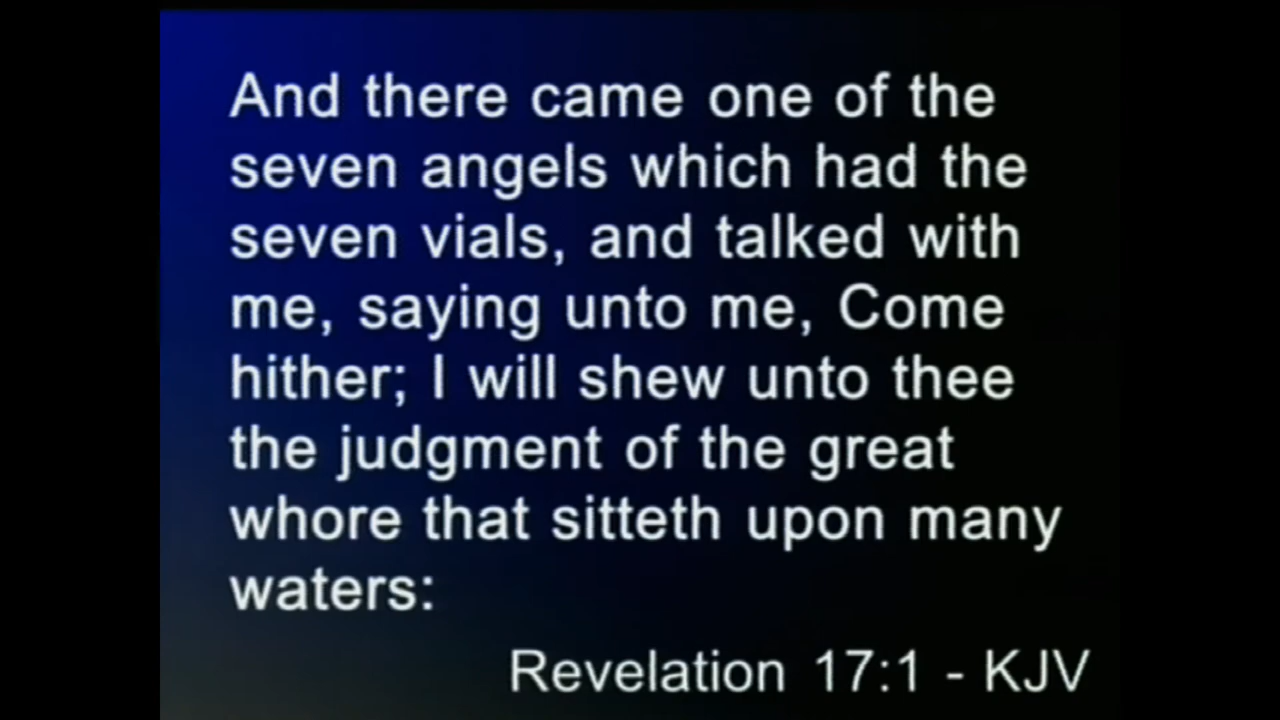 And there came one of the
seven angels which had the
seven vials, and talked with
me, saying unto me, Come
hither; I will shew unto thee
the judgment of the great
whore that sitteth upon many
waters:
Revelation 17:1 - KJV